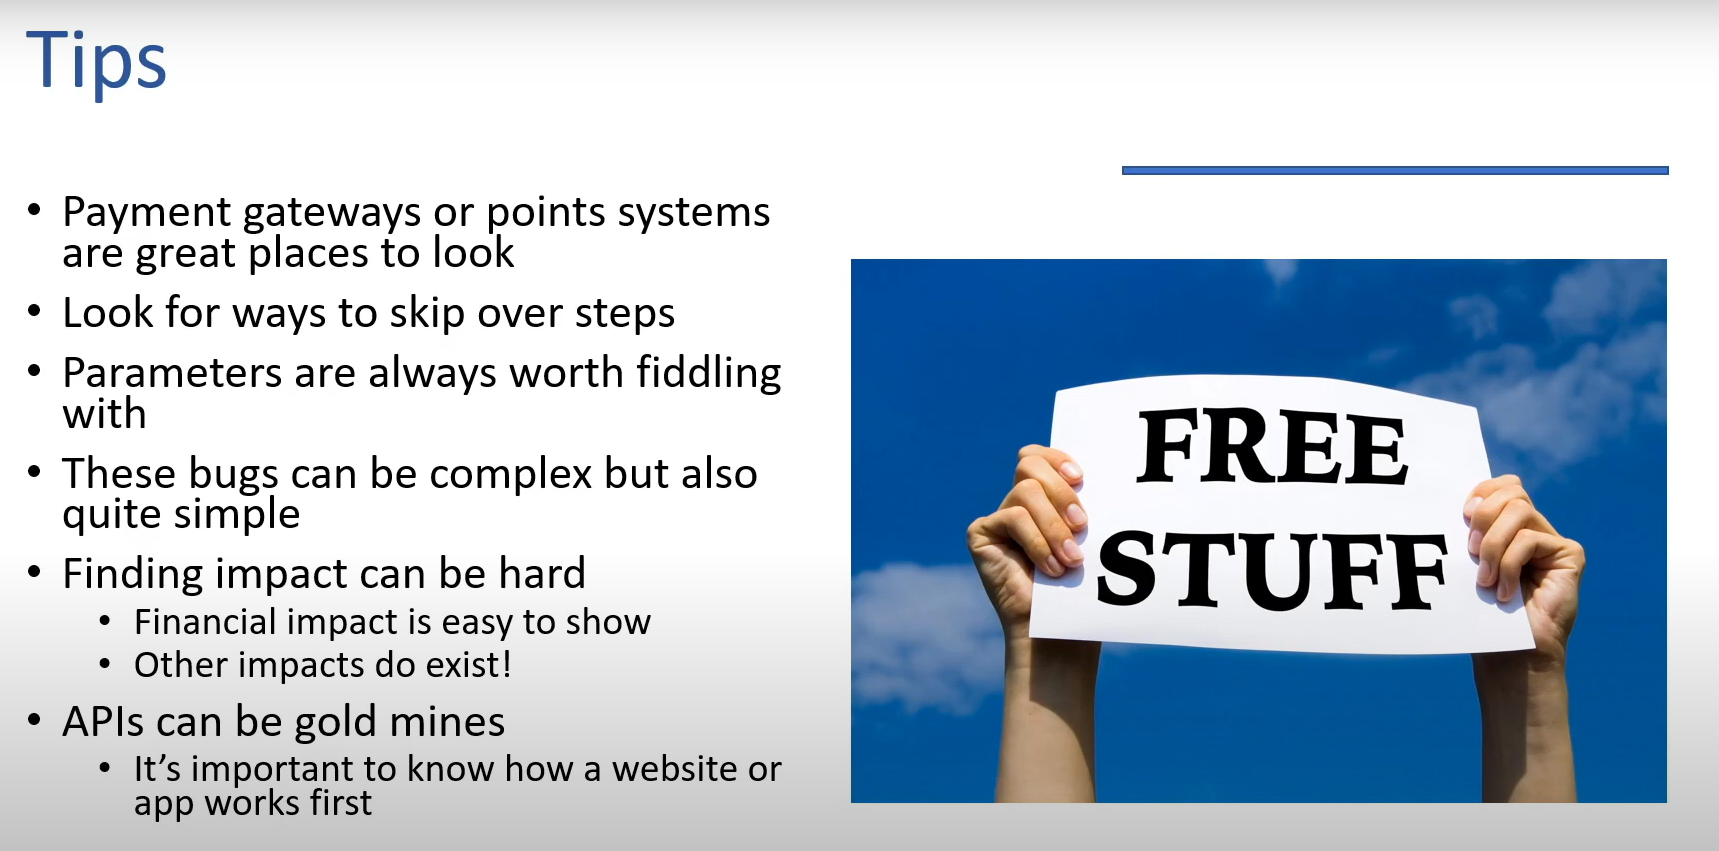 Tips
• Payment gateways or points systems
are great places to look
• Look for ways to skip over steps
• Parameters are always worth fiddling
with
• These bugs can be complex but also
quite simple
• Finding impact can be hard
• Financial impact is easy to show
• Other impacts do exist!
• APIs can be gold mines
• It’s important to know how a website or
app works first
FREE
STUFF